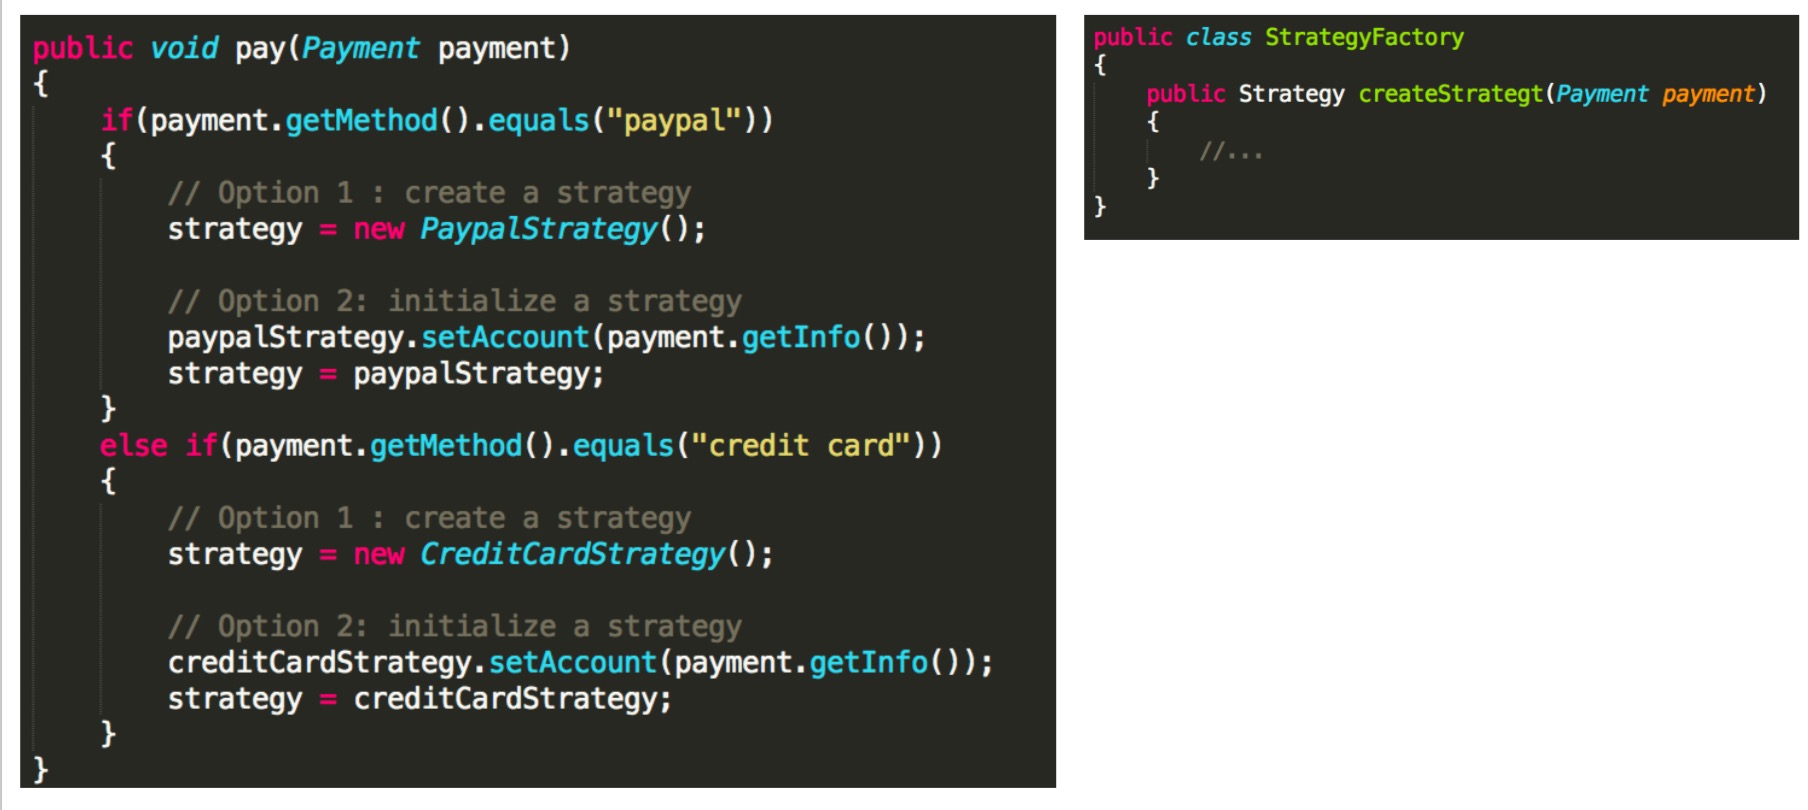 public void pay(Payment payment)
{
if(payment.getMethod().equals("paypal"))
{
// Option 1 : create a strategy
strategy = new PaypalStrategy();
// Option 2: initialize a strategy
paypalStrategy.setAccount(payment.getInfo());
strategy = paypalStrategy;
}
else if(payment.getMethod().equals("credit card"))
{
// Option 1 : create a strategy
strategy = new CreditCardStrategy();
// Option 2: initialize a strategy
creditCardStrategy.setAccount(payment.getInfo());
strategy = creditCardStrategy;
}
}
public class StrategyFactory
{
public Strategy createStrategt(Payment payment)
{
//...
}
}